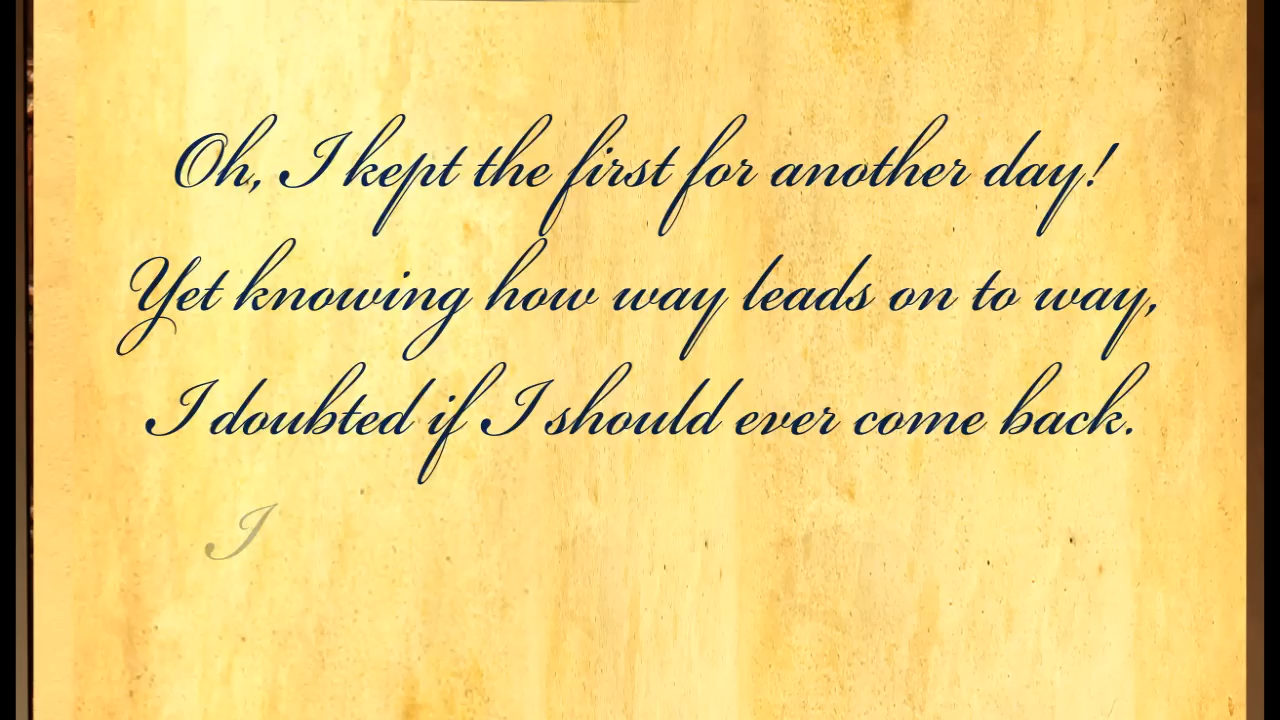 Oh, I kept the first for another day!
Yet knowing how way leads on to way,
I doubted if I should ever come back.
I